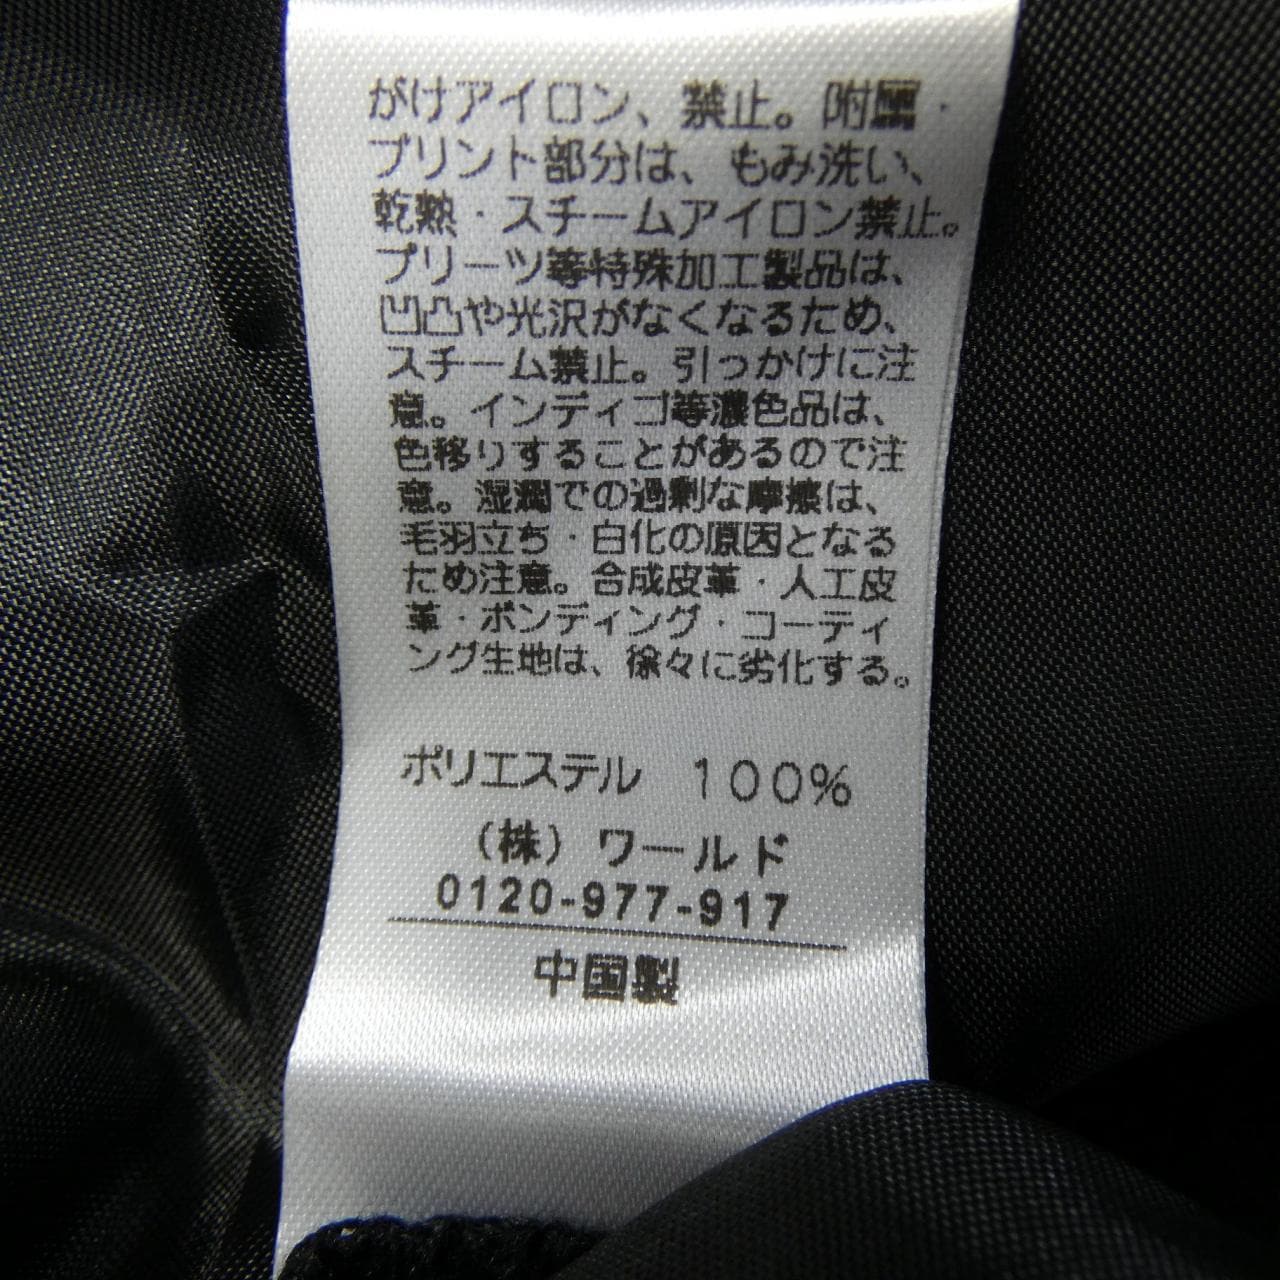 がけアイロン、禁止。附属・
プリント部分は、もみ洗い、
乾熱・スチームアイロン禁止。
プリーツ等特殊加工製品は、
凹凸や光沢がなくなるため、
スチーム禁止。引っかけに注
意。インディゴ等濃色品は、
色移りすることがあるので注
意。湿潤での過剰な摩擦は、
毛羽立ち・白化の原因となる
ため注意。合成皮革・人工皮
革・ボンディング・コーティ
ング生地は、徐々に劣化する。
ポリエステル　１００％
（株）ワールド
0120-977-917
中国製